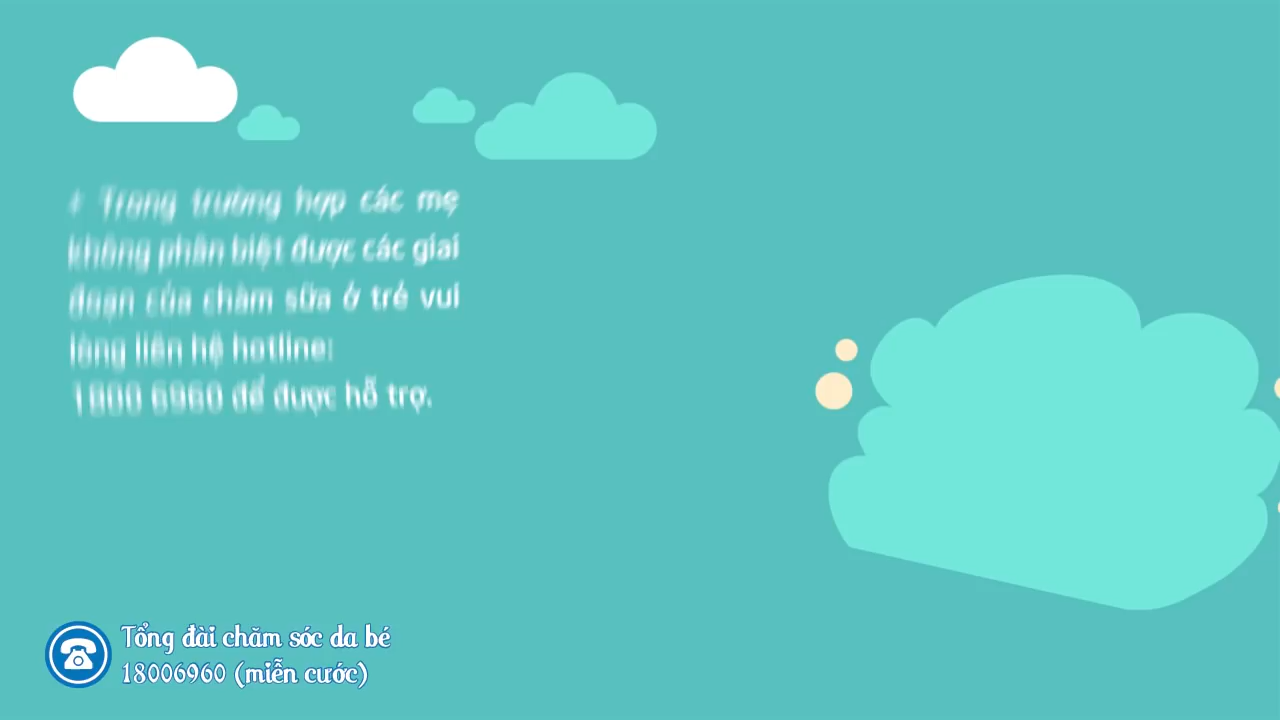 Trong trường hợp các mẹ
không phân biệt được các giai
đoạn của chàm sữa ở trẻ vui
lòng liên hệ hotline:
1800 6960 để được hỗ trợ.
Tổng đài chăm sóc da bé
18006960 (miễn cước)